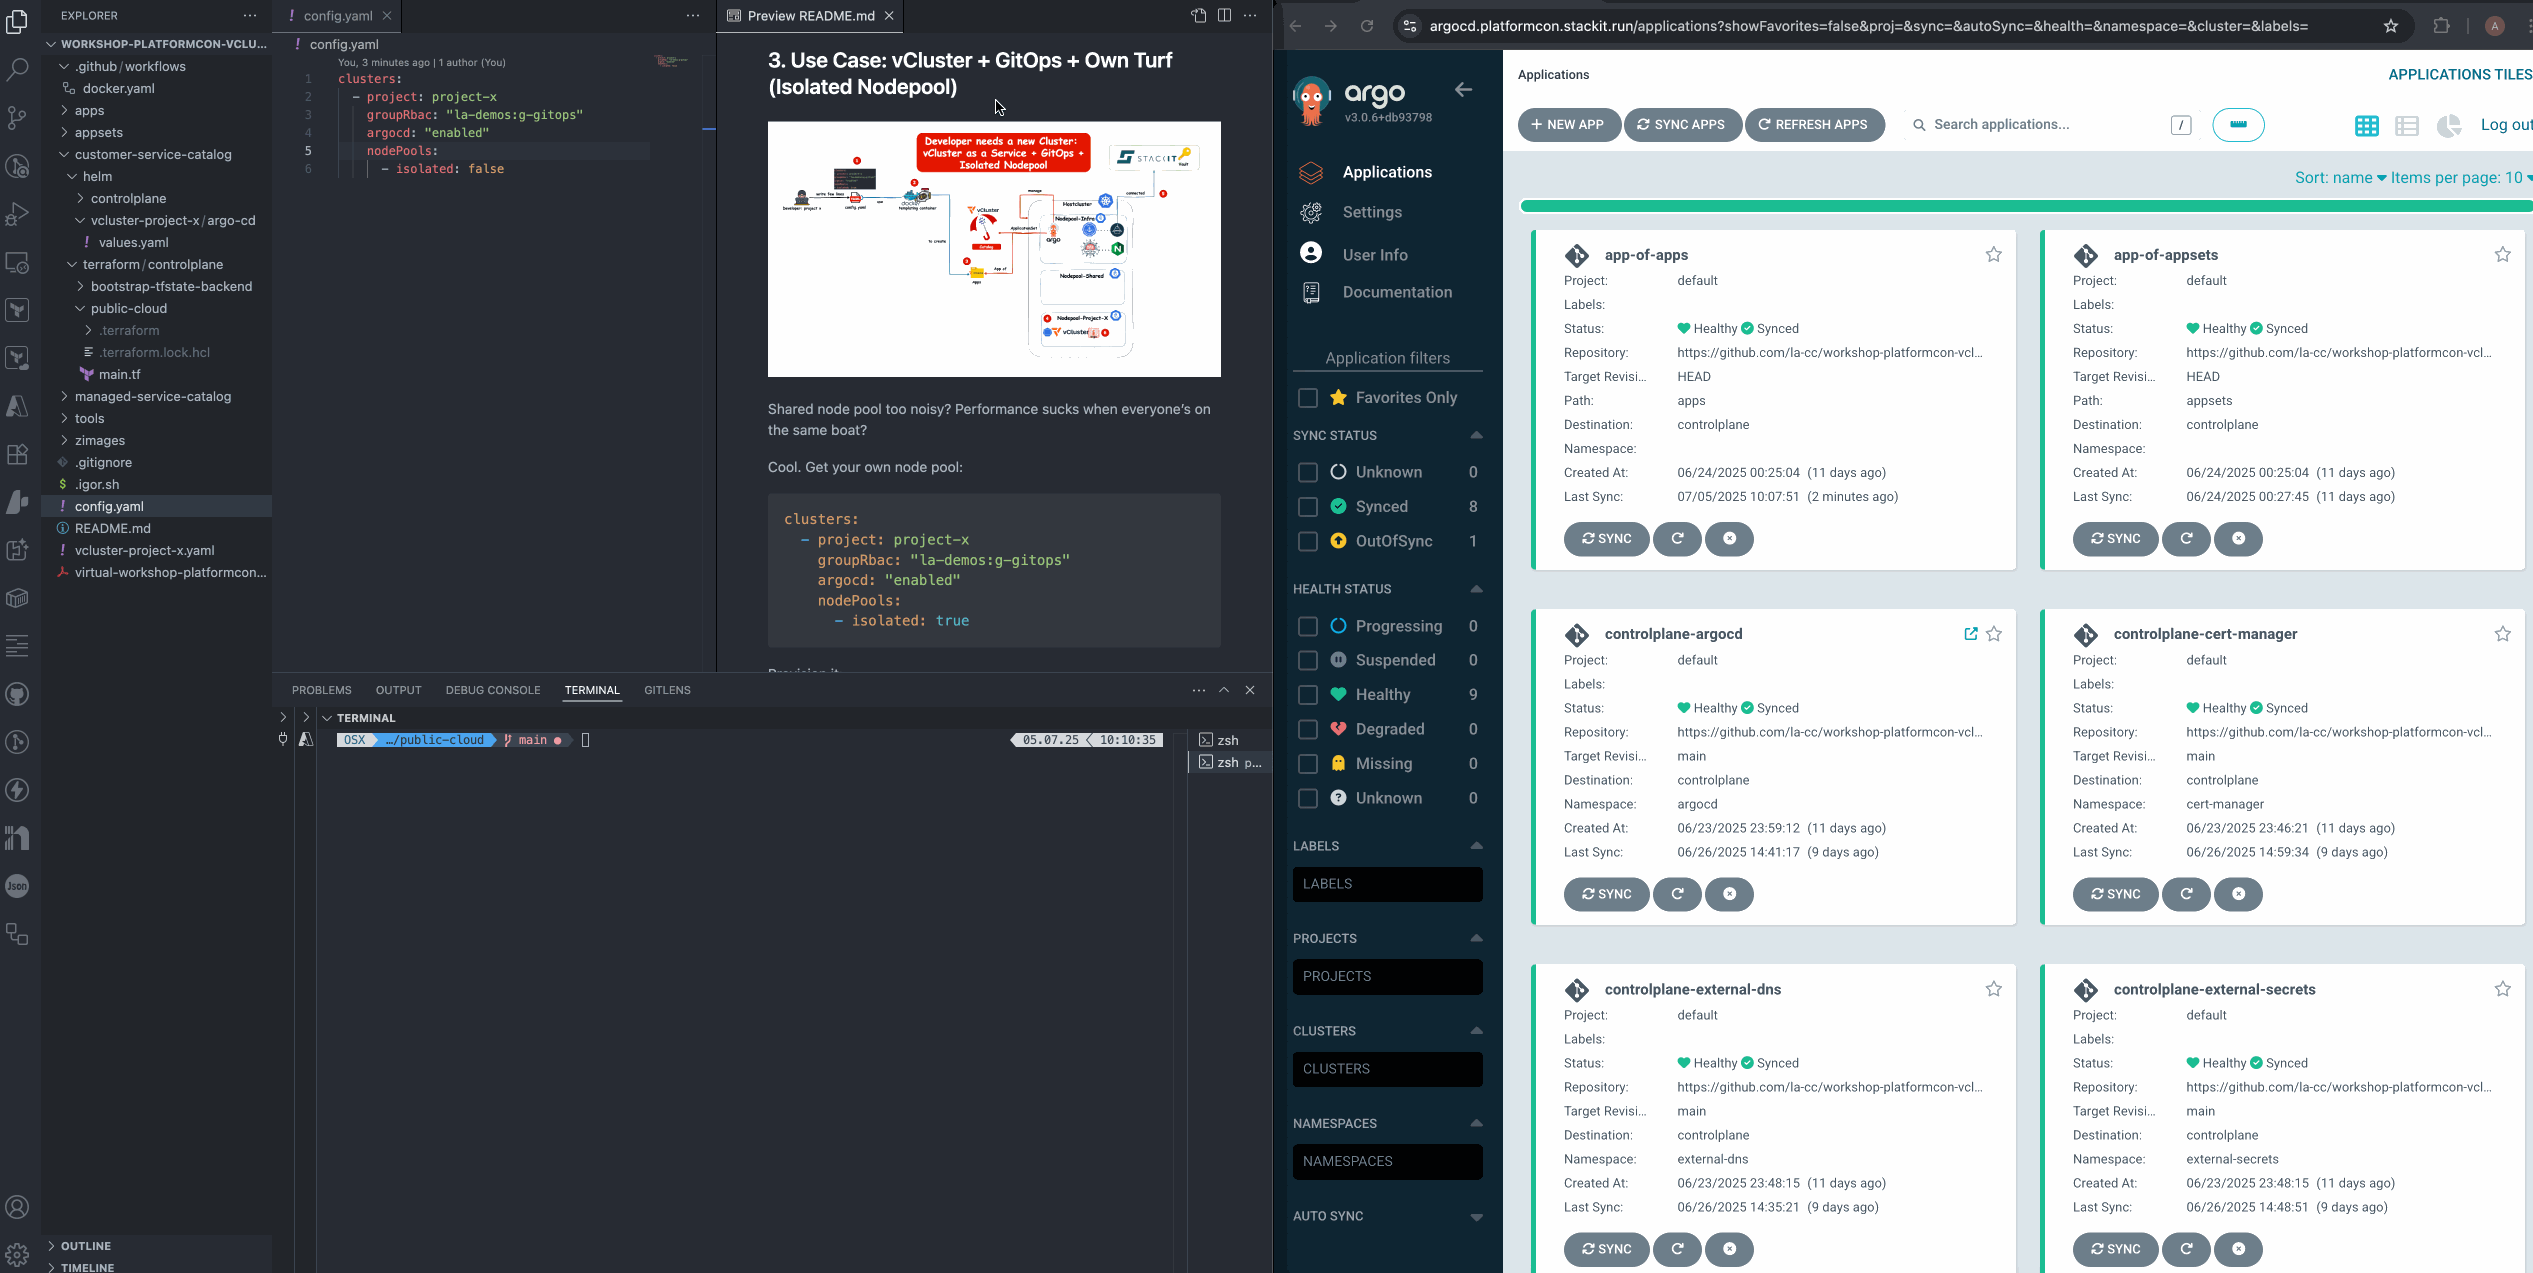 EXPLORER
WORKSHOP-PLATFORMCON-VCLU...
.github/workflows
docker.yaml
apps
appsets
customer-service-catalog
helm
controlplane
vcluster-project-x/argo-cd
values.yaml
terraform/controlplane
bootstrap-tfstate-backend
public-cloud
.terraform
.terraform.lock.hcl
main.tf
managed-service-catalog
tools
zimages
.gitignore
.igor.sh
config.yaml
README.md
vcluster-project-x.yaml
virtual-workshop-platformcon...
OUTLINE
TIMELINE
config.yaml
config.yaml
You, 3 minutes ago | 1 author (You)
1 clusters:
2 - project: project-x
3 groupRbac: "la-demos:g-gitops"
4 argocd: "enabled"
5 nodePools:
6 - isolated: false
Preview README.md
3. Use Case: vCluster + GitOps + Own Turf
(Isolated Nodepool)
Developer needs a new Cluster:
vCluster as a Service + GitOps +
Isolated Nodepool
STACKIT
Vault
Developer: project x
write few lines
config.yaml
run
docker
templating container
to create
vCluster
Catalog
ApplicationSet
App of
Apps
manage
connected
Hostcluster
Nodepool-Infra
argo
Nodepool-Shared
Nodepool-Project-X
vCluster
Shared node pool too noisy? Performance sucks when everyone's on
the same boat?
Cool. Get your own node pool:
clusters:
- project: project-x
groupRbac: "la-demos:g-gitops"
argocd: "enabled"
nodePools:
- isolated: true
Provision it:
PROBLEMS OUTPUT DEBUG CONSOLE TERMINAL GITLENS
TERMINAL
OSX …/public-cloud main 05.07.25 10:10:35
zsh
zsh p...
Json
argocd.platformcon.stackit.run/applications?showFavorites=false&proj=&sync=&autoSync=&health=&namespace=&cluster=&labels=
A
argo
v3.0.6+db93798
Applications
Settings
User Info
Documentation
Application filters
Favorites Only
SYNC STATUS
Unknown 0
Synced 8
OutOfSync 1
HEALTH STATUS
Progressing 0
Suspended 0
Healthy 9
Degraded 0
Missing 0
Unknown 0
LABELS
LABELS
PROJECTS
PROJECTS
CLUSTERS
CLUSTERS
NAMESPACES
NAMESPACES
AUTO SYNC
Applications APPLICATIONS TILES
+ NEW APP SYNC APPS REFRESH APPS Search applications... / Log out
Sort: name Items per page: 10
app-of-apps
Project: default
Labels:
Status: Healthy Synced
Repository: https://github.com/la-cc/workshop-platformcon-vcl...
Target Revisi... HEAD
Path: apps
Destination: controlplane
Namespace:
Created At: 06/24/2025 00:25:04 (11 days ago)
Last Sync: 07/05/2025 10:07:51 (2 minutes ago)
SYNC
app-of-appsets
Project: default
Labels:
Status: Healthy Synced
Repository: https://github.com/la-cc/workshop-platformcon-vcl...
Target Revisi... HEAD
Path: appsets
Destination: controlplane
Namespace:
Created At: 06/24/2025 00:25:04 (11 days ago)
Last Sync: 06/24/2025 00:27:45 (11 days ago)
SYNC
controlplane-argocd
Project: default
Labels:
Status: Healthy Synced
Repository: https://github.com/la-cc/workshop-platformcon-vcl...
Target Revisi... main
Destination: controlplane
Namespace: argocd
Created At: 06/23/2025 23:59:12 (11 days ago)
Last Sync: 06/26/2025 14:41:17 (9 days ago)
SYNC
controlplane-cert-manager
Project: default
Labels:
Status: Healthy Synced
Repository: https://github.com/la-cc/workshop-platformcon-vcl...
Target Revisi... main
Destination: controlplane
Namespace: cert-manager
Created At: 06/23/2025 23:46:21 (11 days ago)
Last Sync: 06/26/2025 14:59:34 (9 days ago)
SYNC
controlplane-external-dns
Project: default
Labels:
Status: Healthy Synced
Repository: https://github.com/la-cc/workshop-platformcon-vcl...
Target Revisi... main
Destination: controlplane
Namespace: external-dns
Created At: 06/23/2025 23:48:15 (11 days ago)
Last Sync: 06/26/2025 14:35:21 (9 days ago)
SYNC
controlplane-external-secrets
Project: default
Labels:
Status: Healthy Synced
Repository: https://github.com/la-cc/workshop-platformcon-vcl...
Target Revisi... main
Destination: controlplane
Namespace: external-secrets
Created At: 06/23/2025 23:48:15 (11 days ago)
Last Sync: 06/26/2025 14:48:51 (9 days ago)
SYNC